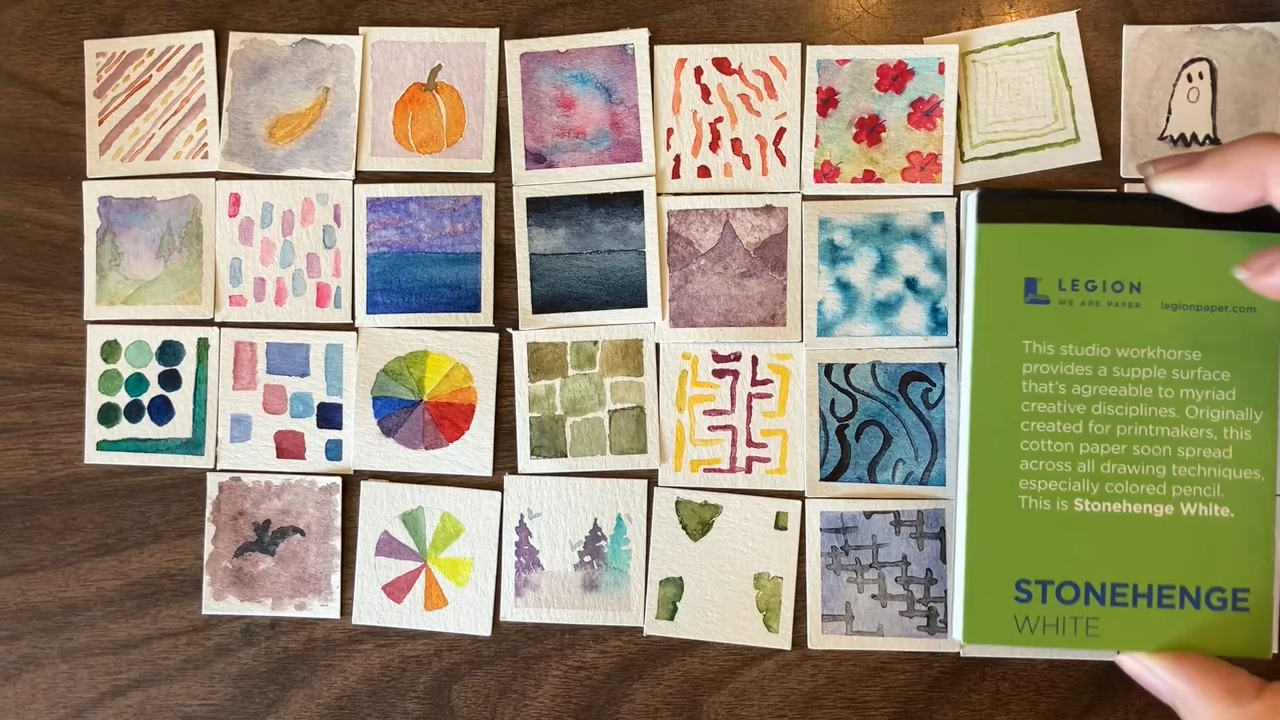 LEGION
WE ARE PAPER
legionpaper.com
This studio workhorse
provides a supple surface
that's agreeable to myriad
creative disciplines. Originally
created for printmakers, this
cotton paper soon spread
across all drawing techniques,
especially colored pencil.
This is Stonehenge White.
STONEHENGE
WHITE